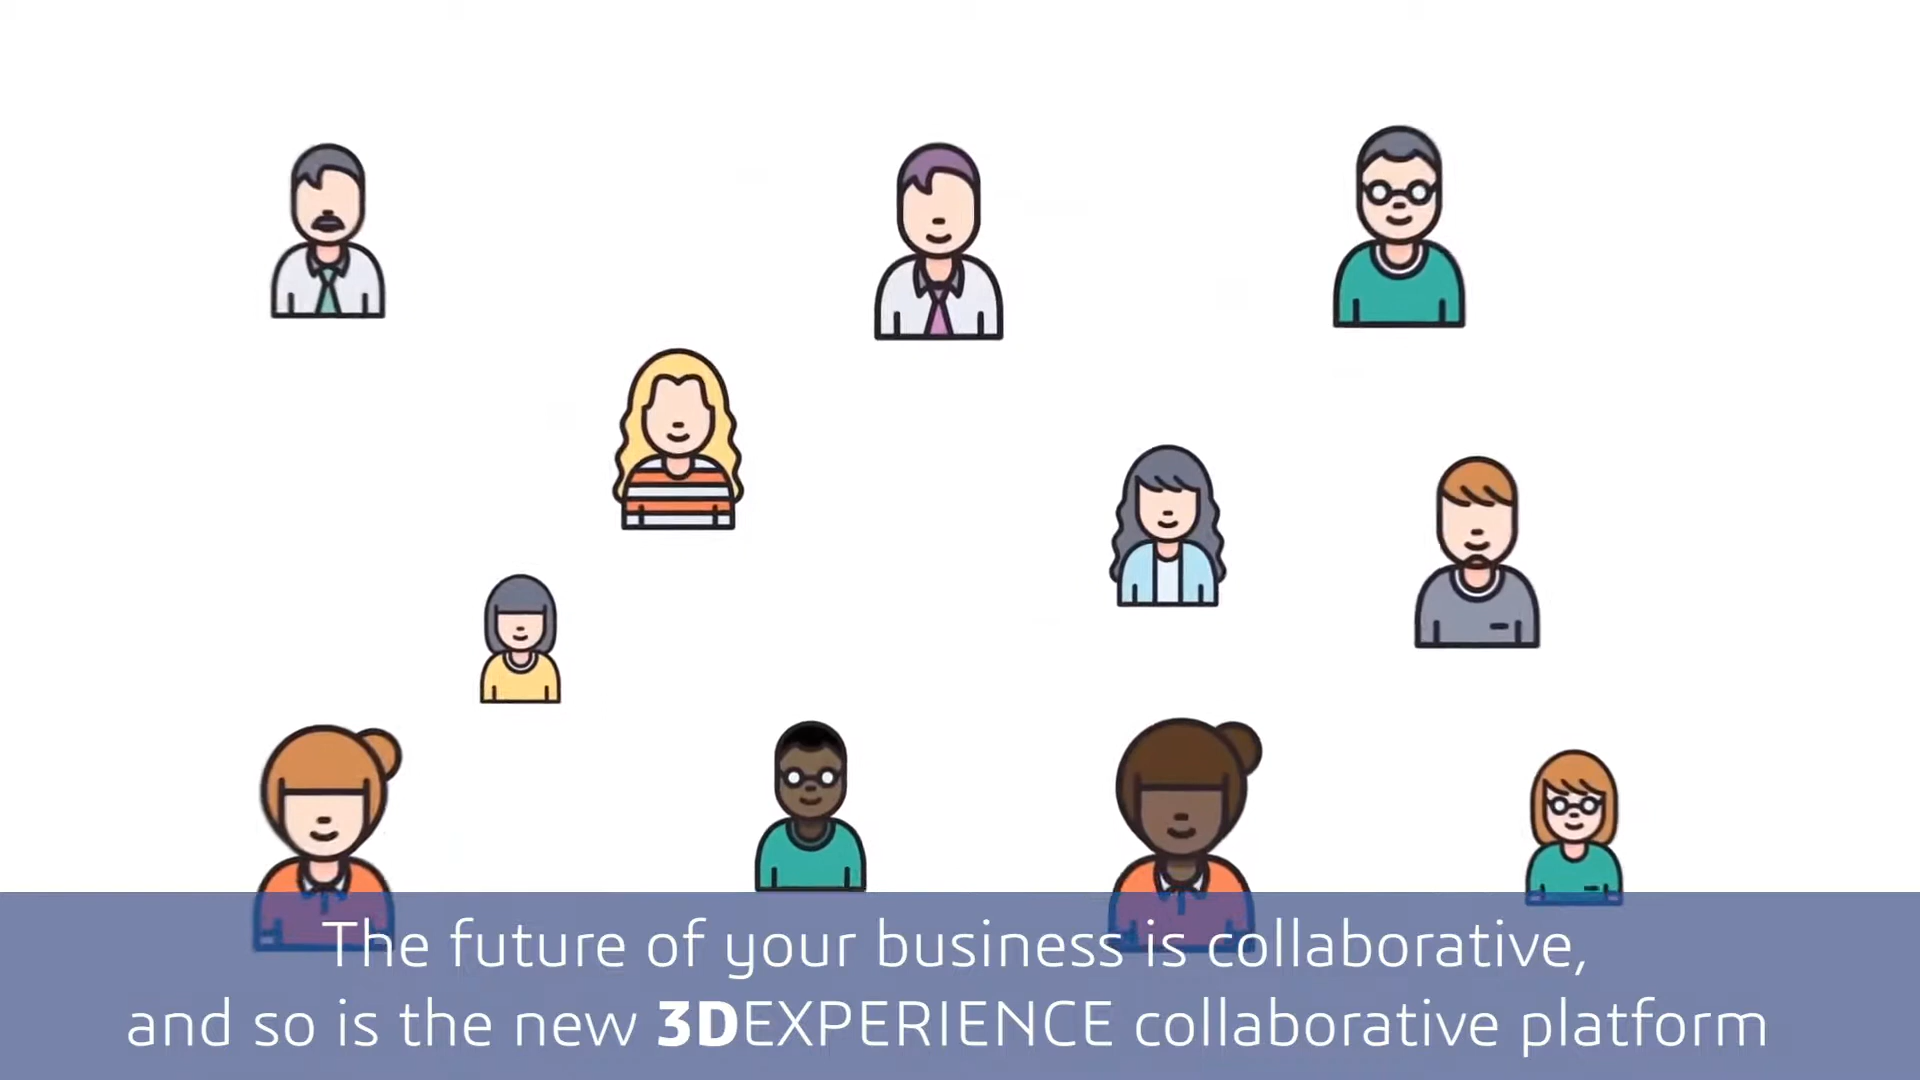 The future of your business is collaborative,
and so is the new 3DEXPERIENCE collaborative platform